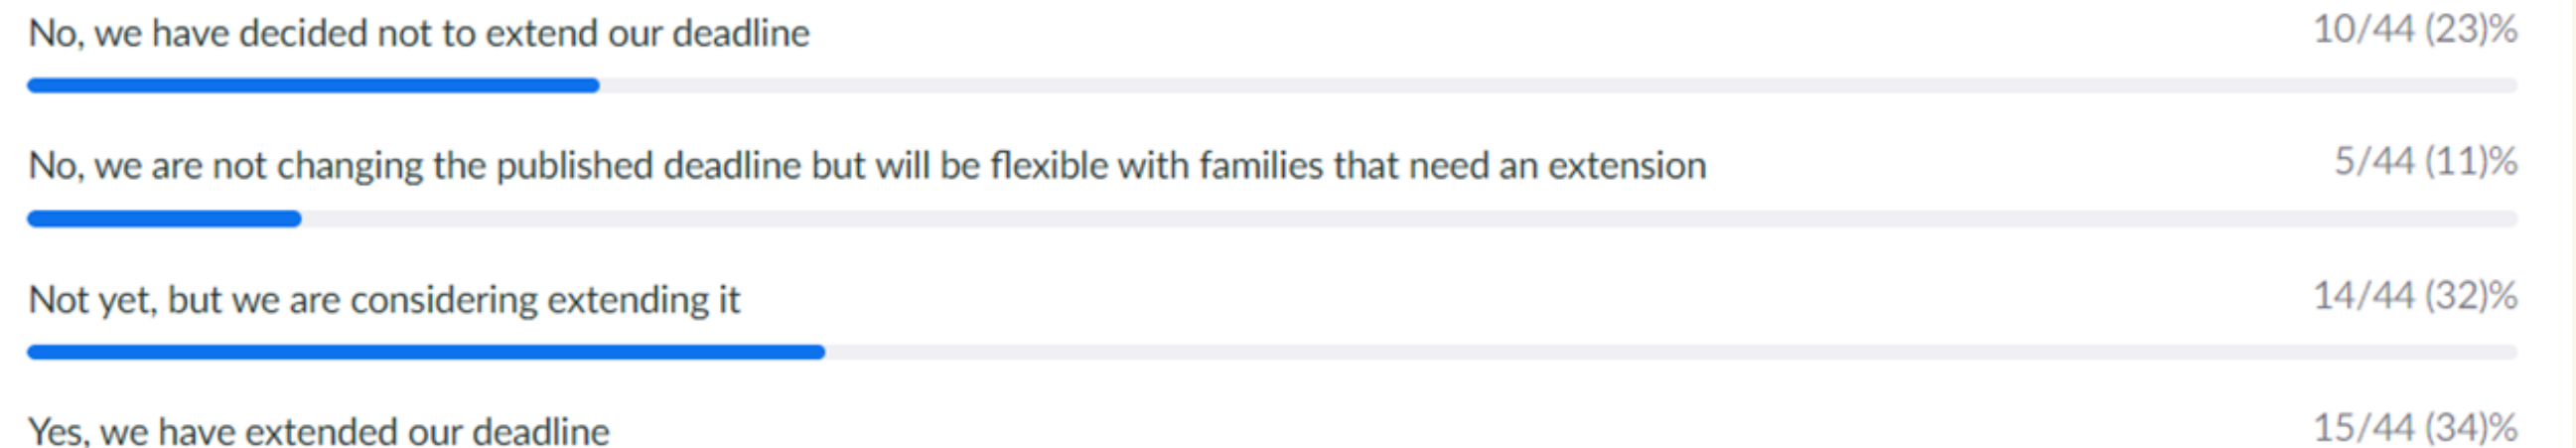 No, we have decided not to extend our deadline 10/44 (23)%
No, we are not changing the published deadline but will be flexible with families that need an extension 5/44 (11)%
Not yet, but we are considering extending it 14/44 (32)%
Yes, we have extended our deadline 15/44 (34)%